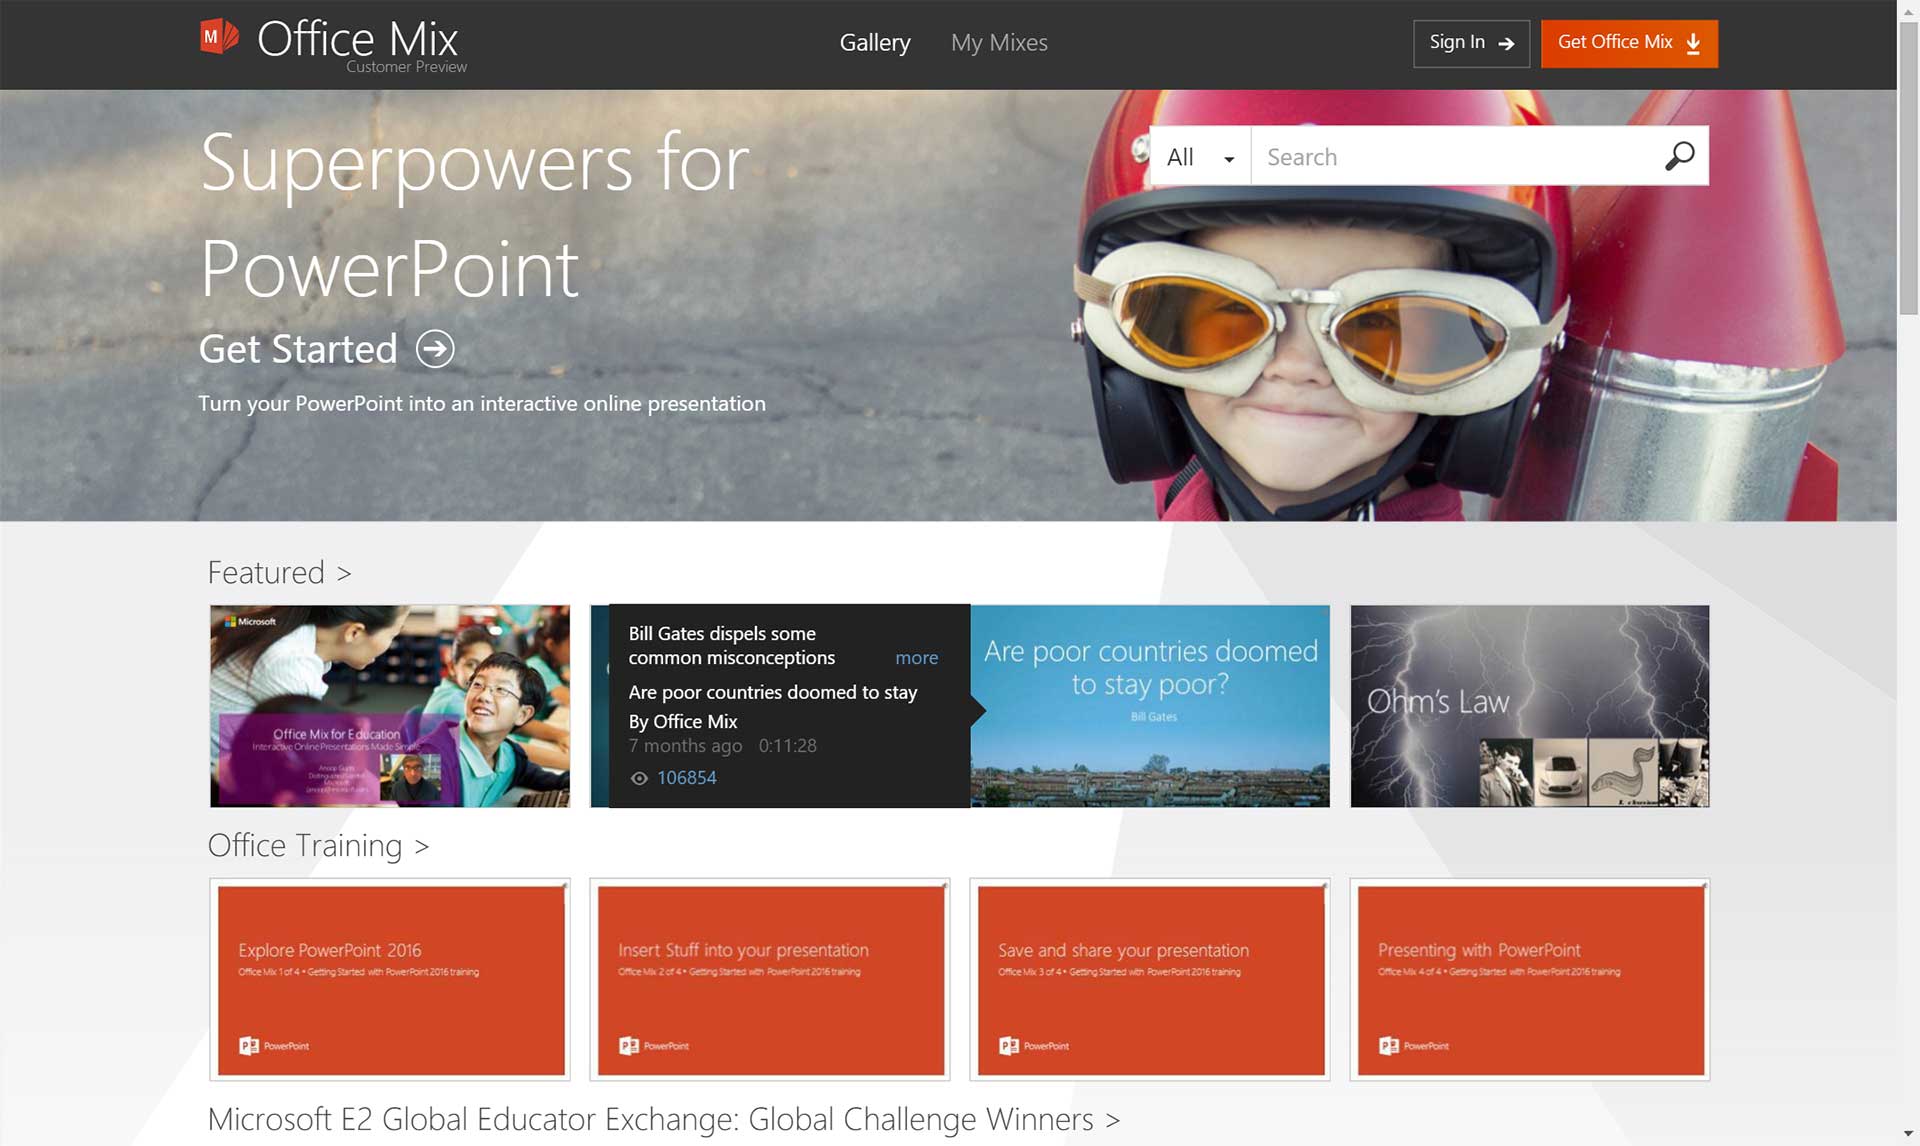 M Office Mix
Customer Preview
Gallery
My Mixes
Sign In
Get Office Mix
Superpowers for
PowerPoint
All
Search
Get Started
Turn your PowerPoint into an interactive online presentation
Featured >
Microsoft
Office Mix for Education
Interactive Online Presentations Made Simple
Anoop Gupta
Microsoft
Bill Gates dispels some
common misconceptions
more
Are poor countries doomed to stay
By Office Mix
7 months ago 0:11:28
106854
Are poor countries doomed
to stay poor?
Bill Gates
Ohm's Law
Office Training >
Explore PowerPoint 2016
Office Mix 1 of 4 • Getting Started with PowerPoint 2016 training
PowerPoint
Insert Stuff into your presentation
Office Mix 2 of 4 • Getting Started with PowerPoint 2016 training
PowerPoint
Save and share your presentation
Office Mix 3 of 4 • Getting Started with PowerPoint 2016 training
PowerPoint
Presenting with PowerPoint
Office Mix 4 of 4 • Getting Started with PowerPoint 2016 training
PowerPoint
Microsoft E2 Global Educator Exchange: Global Challenge Winners >